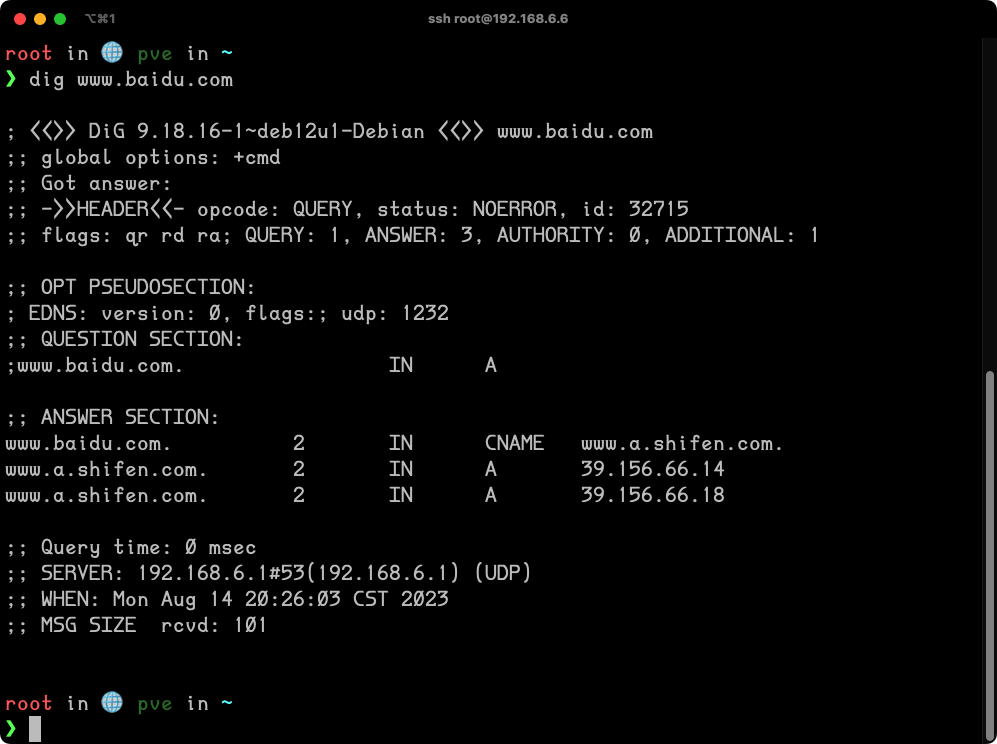 ⌥⌘1 ssh root@192.168.6.6
root in 🌐 pve in ~
❯ dig www.baidu.com
; <<>> DiG 9.18.16-1~deb12u1-Debian <<>> www.baidu.com
;; global options: +cmd
;; Got answer:
;; ->>HEADER<<- opcode: QUERY, status: NOERROR, id: 32715
;; flags: qr rd ra; QUERY: 1, ANSWER: 3, AUTHORITY: 0, ADDITIONAL: 1
;; OPT PSEUDOSECTION:
; EDNS: version: 0, flags:; udp: 1232
;; QUESTION SECTION:
;www.baidu.com. IN A
;; ANSWER SECTION:
www.baidu.com. 2 IN CNAME www.a.shifen.com.
www.a.shifen.com. 2 IN A 39.156.66.14
www.a.shifen.com. 2 IN A 39.156.66.18
;; Query time: 0 msec
;; SERVER: 192.168.6.1#53(192.168.6.1) (UDP)
;; WHEN: Mon Aug 14 20:26:03 CST 2023
;; MSG SIZE  rcvd: 101
root in 🌐 pve in ~
❯